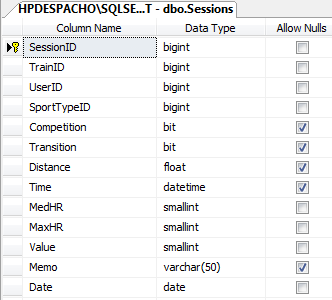 HPDESPACHO\SQLSE...T - dbo.Sessions
Column Name Data Type Allow Nulls
SessionID bigint
TrainID bigint
UserID bigint
SportTypeID bigint
Competition bit
Transition bit
Distance float
Time datetime
MedHR smallint
MaxHR smallint
Value smallint
Memo varchar(50)
Date date